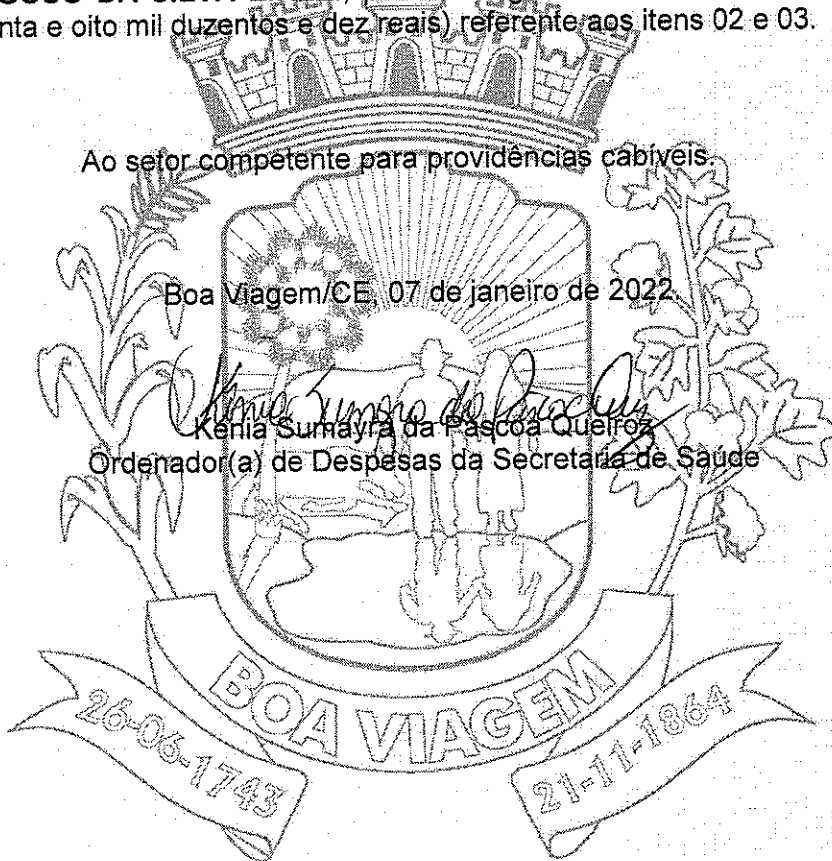 nta e oito mil duzentos e dez reais) referente aos itens 02 e 03.
Ao setor competente para providências cabíveis.
Boa Viagem/CE, 07 de janeiro de 2022
Kenia Sumayra da Pascoa Queiroz
Ordenador(a) de Despesas da Secretaria de Saúde
BOA VIAGEM
26-06-1743
21-11-1864